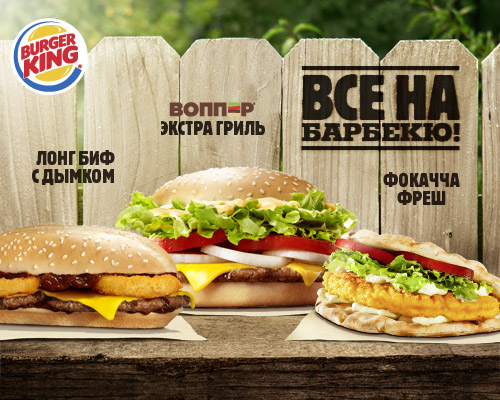 BURGER
KING
ВСЕ НА
БАРБЕКЮ!
ВОППЕР
ЭКСТРА ГРИЛЬ
ЛОНГ БИФ
С ДЫМКОМ
ФОКАЧЧА
ФРЕШ